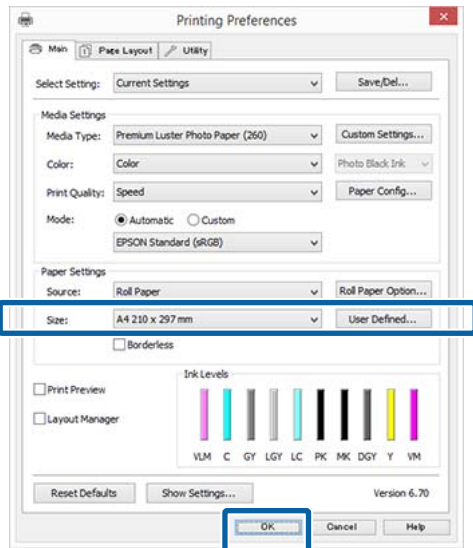 Printing Preferences
Main Page Layout Utility
Select Setting: Current Settings Save/Del...
Media Settings
Media Type: Premium Luster Photo Paper (260) Custom Settings...
Color: Color Photo Black Ink
Print Quality: Speed Paper Config...
Mode: Automatic Custom
EPSON Standard (sRGB)
Paper Settings
Source: Roll Paper Roll Paper Option...
Size: A4 210 x 297 mm User Defined...
Borderless
Ink Levels
Print Preview
Layout Manager
VLM C GY LGY LC PK MK DGY Y VM
Reset Defaults Show Settings... Version 6.70
OK Cancel Help